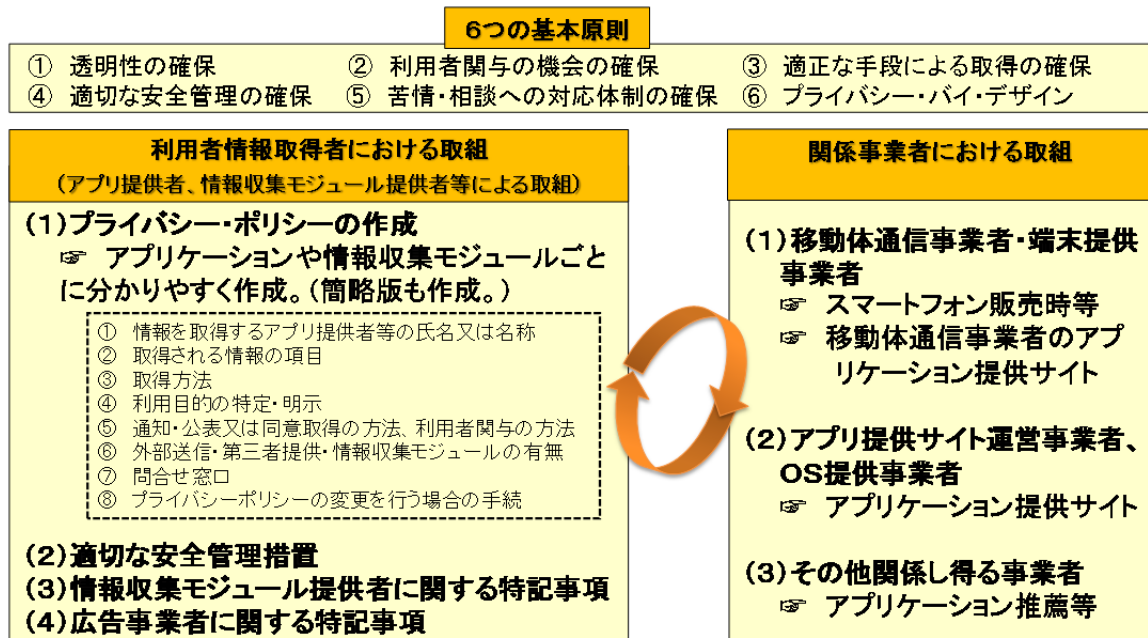 6つの基本原則
① 透明性の確保 ② 利用者関与の機会の確保 ③ 適正な手段による取得の確保
④ 適切な安全管理の確保 ⑤ 苦情・相談への対応体制の確保 ⑥ プライバシー・バイ・デザイン
利用者情報取得者における取組
(アプリ提供者、情報収集モジュール提供者等による取組)
(1)プライバシー・ポリシーの作成
☞ アプリケーションや情報収集モジュールごと
に分かりやすく作成。(簡略版も作成。)
① 情報を取得するアプリ提供者等の氏名又は名称
② 取得される情報の項目
③ 取得方法
④ 利用目的の特定・明示
⑤ 通知・公表又は同意取得の方法、利用者関与の方法
⑥ 外部送信・第三者提供・情報収集モジュールの有無
⑦ 問合せ窓口
⑧ プライバシーポリシーの変更を行う場合の手続
(2)適切な安全管理措置
(3)情報収集モジュール提供者に関する特記事項
(4)広告事業者に関する特記事項
関係事業者における取組
(1)移動体通信事業者・端末提供
事業者
☞ スマートフォン販売時等
☞ 移動体通信事業者のアプ
リケーション提供サイト
(2)アプリ提供サイト運営事業者、
OS提供事業者
☞ アプリケーション提供サイト
(3)その他関係し得る事業者
☞ アプリケーション推薦等